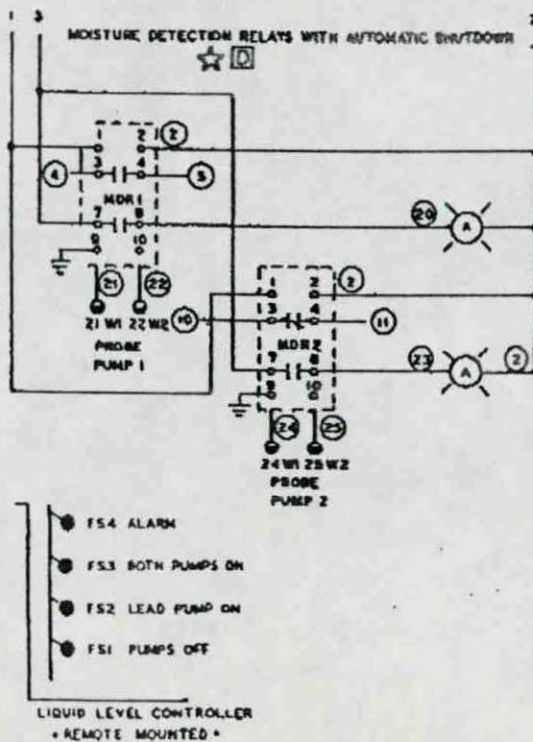 1 3
MOISTURE DETECTION RELAYS WITH AUTOMATIC SHUTDOWN
D
1 2 2
4 3 4 5
MDR1
7 8 20 A
9 10
21 22
21 W1 22 W2
PROBE
PUMP 1
1 2 2
10 3 4 11
MDR2
7 8 23 A 2
9 10
24 25
24 W1 25 W2
PROBE
PUMP 2
FS4 ALARM
FS3 BOTH PUMPS ON
FS2 LEAD PUMP ON
FS1 PUMPS OFF
LIQUID LEVEL CONTROLLER
* REMOTE MOUNTED *